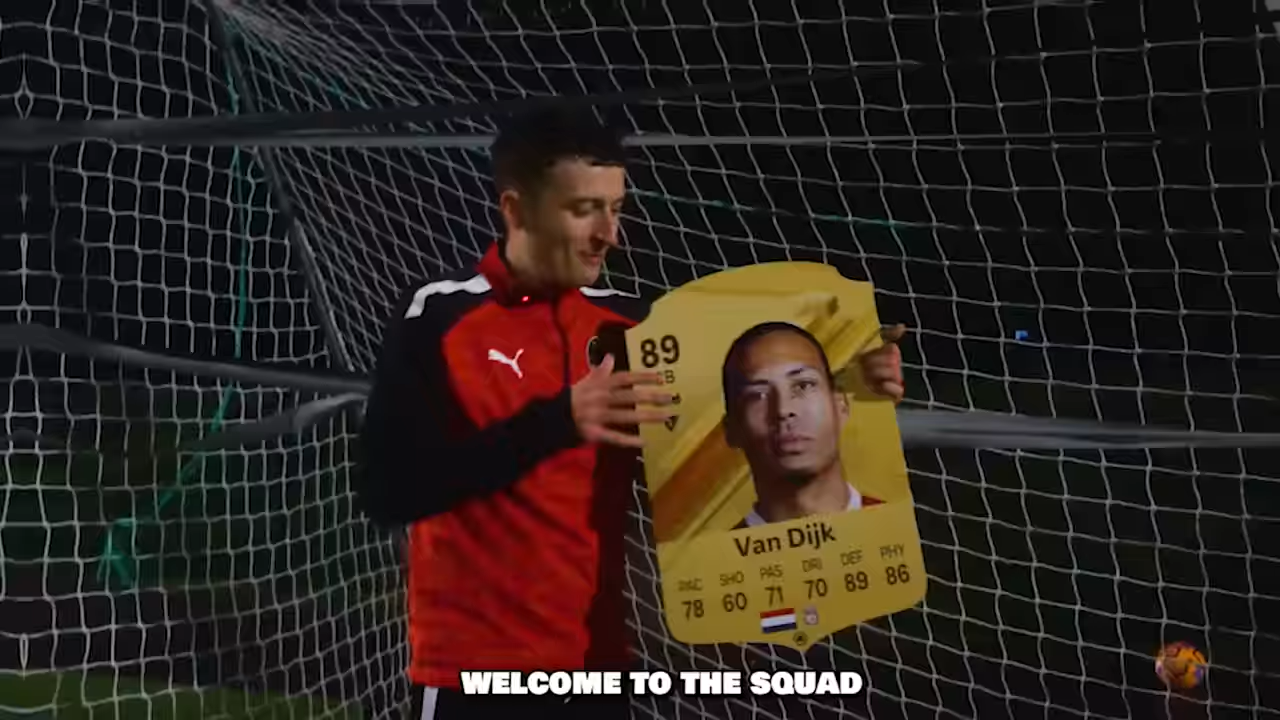 89
Van Dijk
PAC SHO PAS DRI DEF PHY
78 60 71 70 89 86
WELCOME TO THE SQUAD